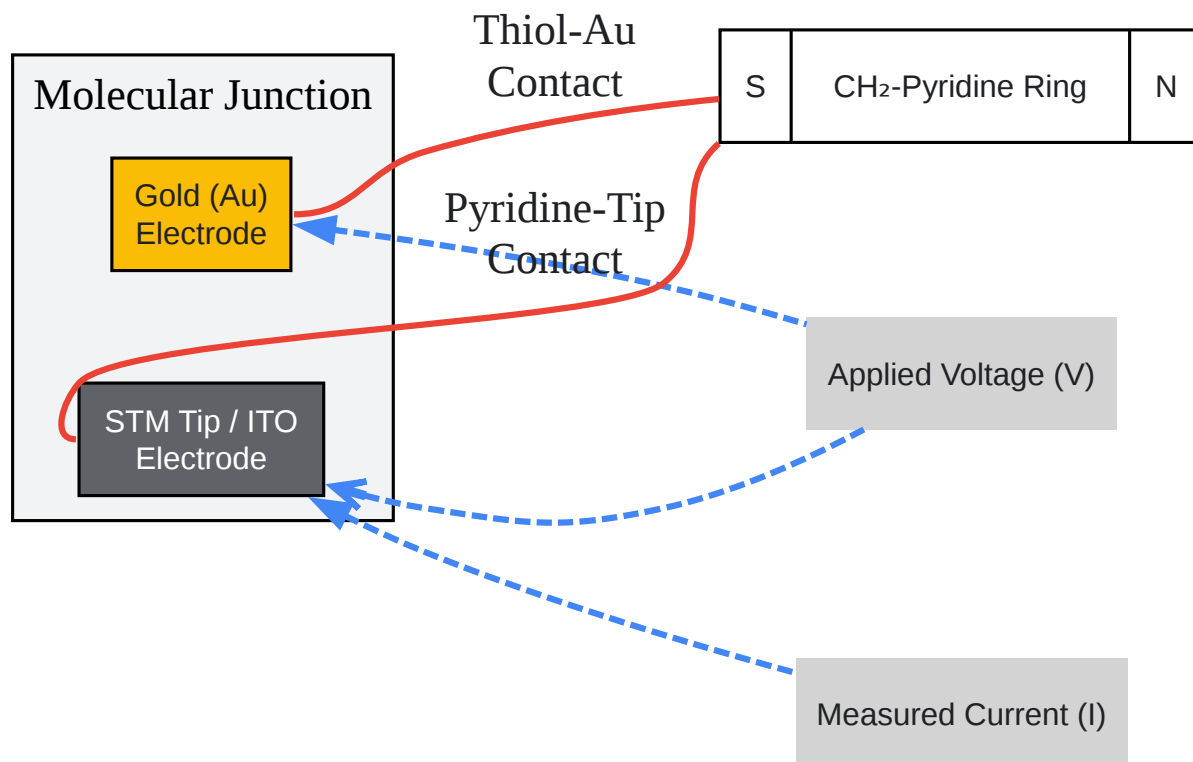 Thiol-Au
Contact
S
CH₂-Pyridine Ring
N
Molecular Junction
Gold (Au)
Electrode
Pyridine-Tip
Contact
Applied Voltage (V)
STM Tip / ITO
Electrode
Measured Current (I)